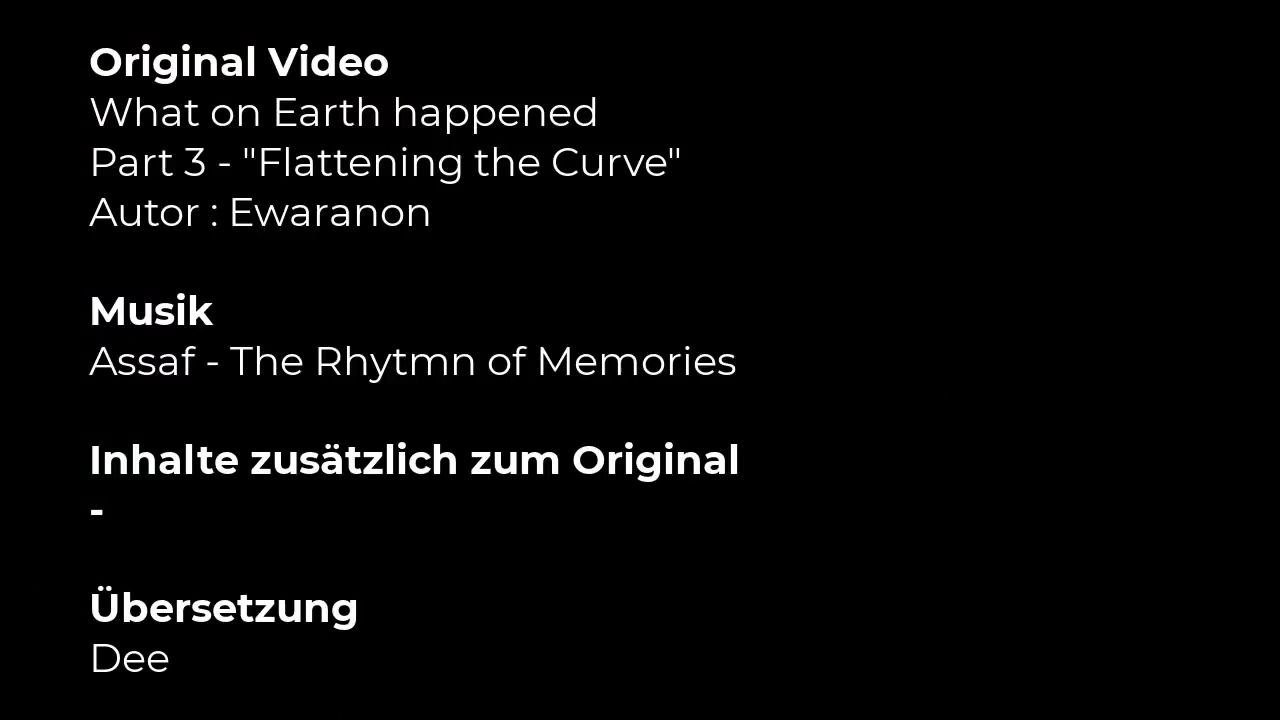 Original Video
What on Earth happened
Part 3 - "Flattening the Curve"
Autor : Ewaranon
Musik
Assaf - The Rhytmn of Memories
Inhalte zusätzlich zum Original
-
Übersetzung
Dee